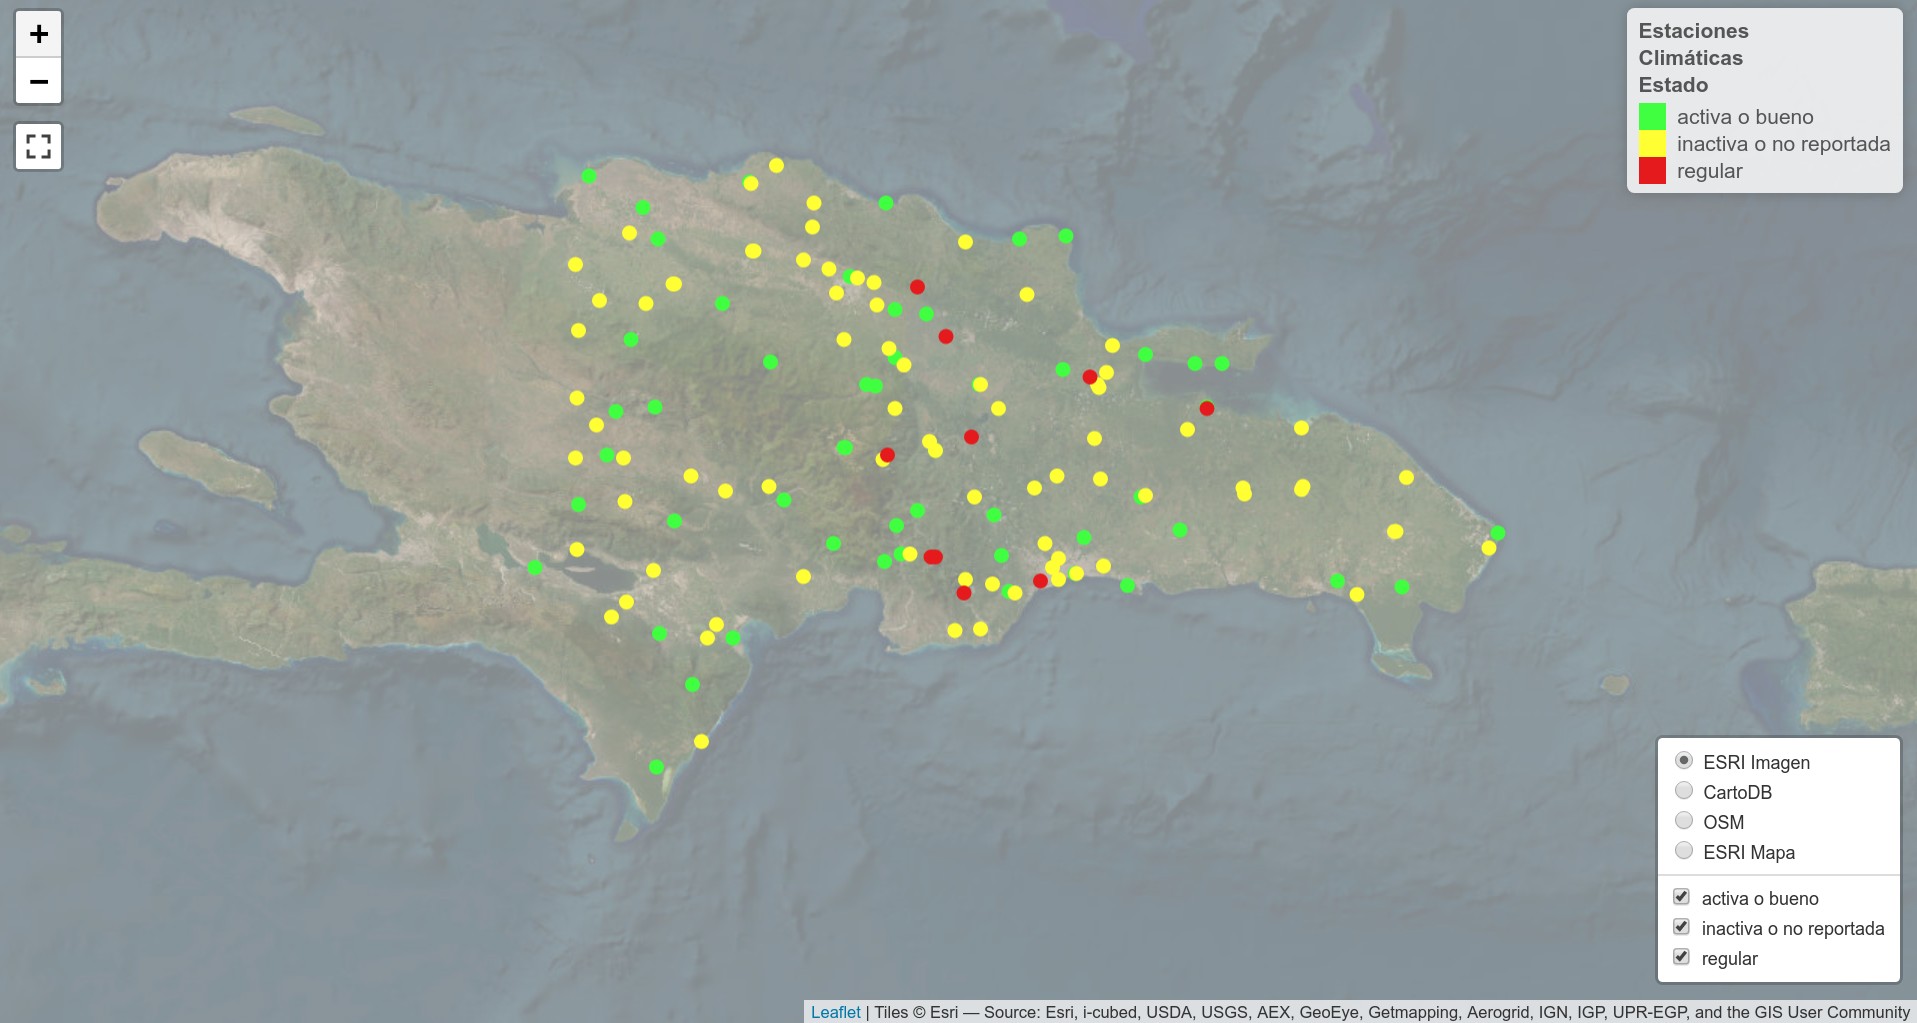 +
−
Estaciones
Climáticas
Estado
activa o bueno
inactiva o no reportada
regular
ESRI Imagen
CartoDB
OSM
ESRI Mapa
activa o bueno
inactiva o no reportada
regular
Leaflet | Tiles © Esri — Source: Esri, i-cubed, USDA, USGS, AEX, GeoEye, Getmapping, Aerogrid, IGN, IGP, UPR-EGP, and the GIS User Community